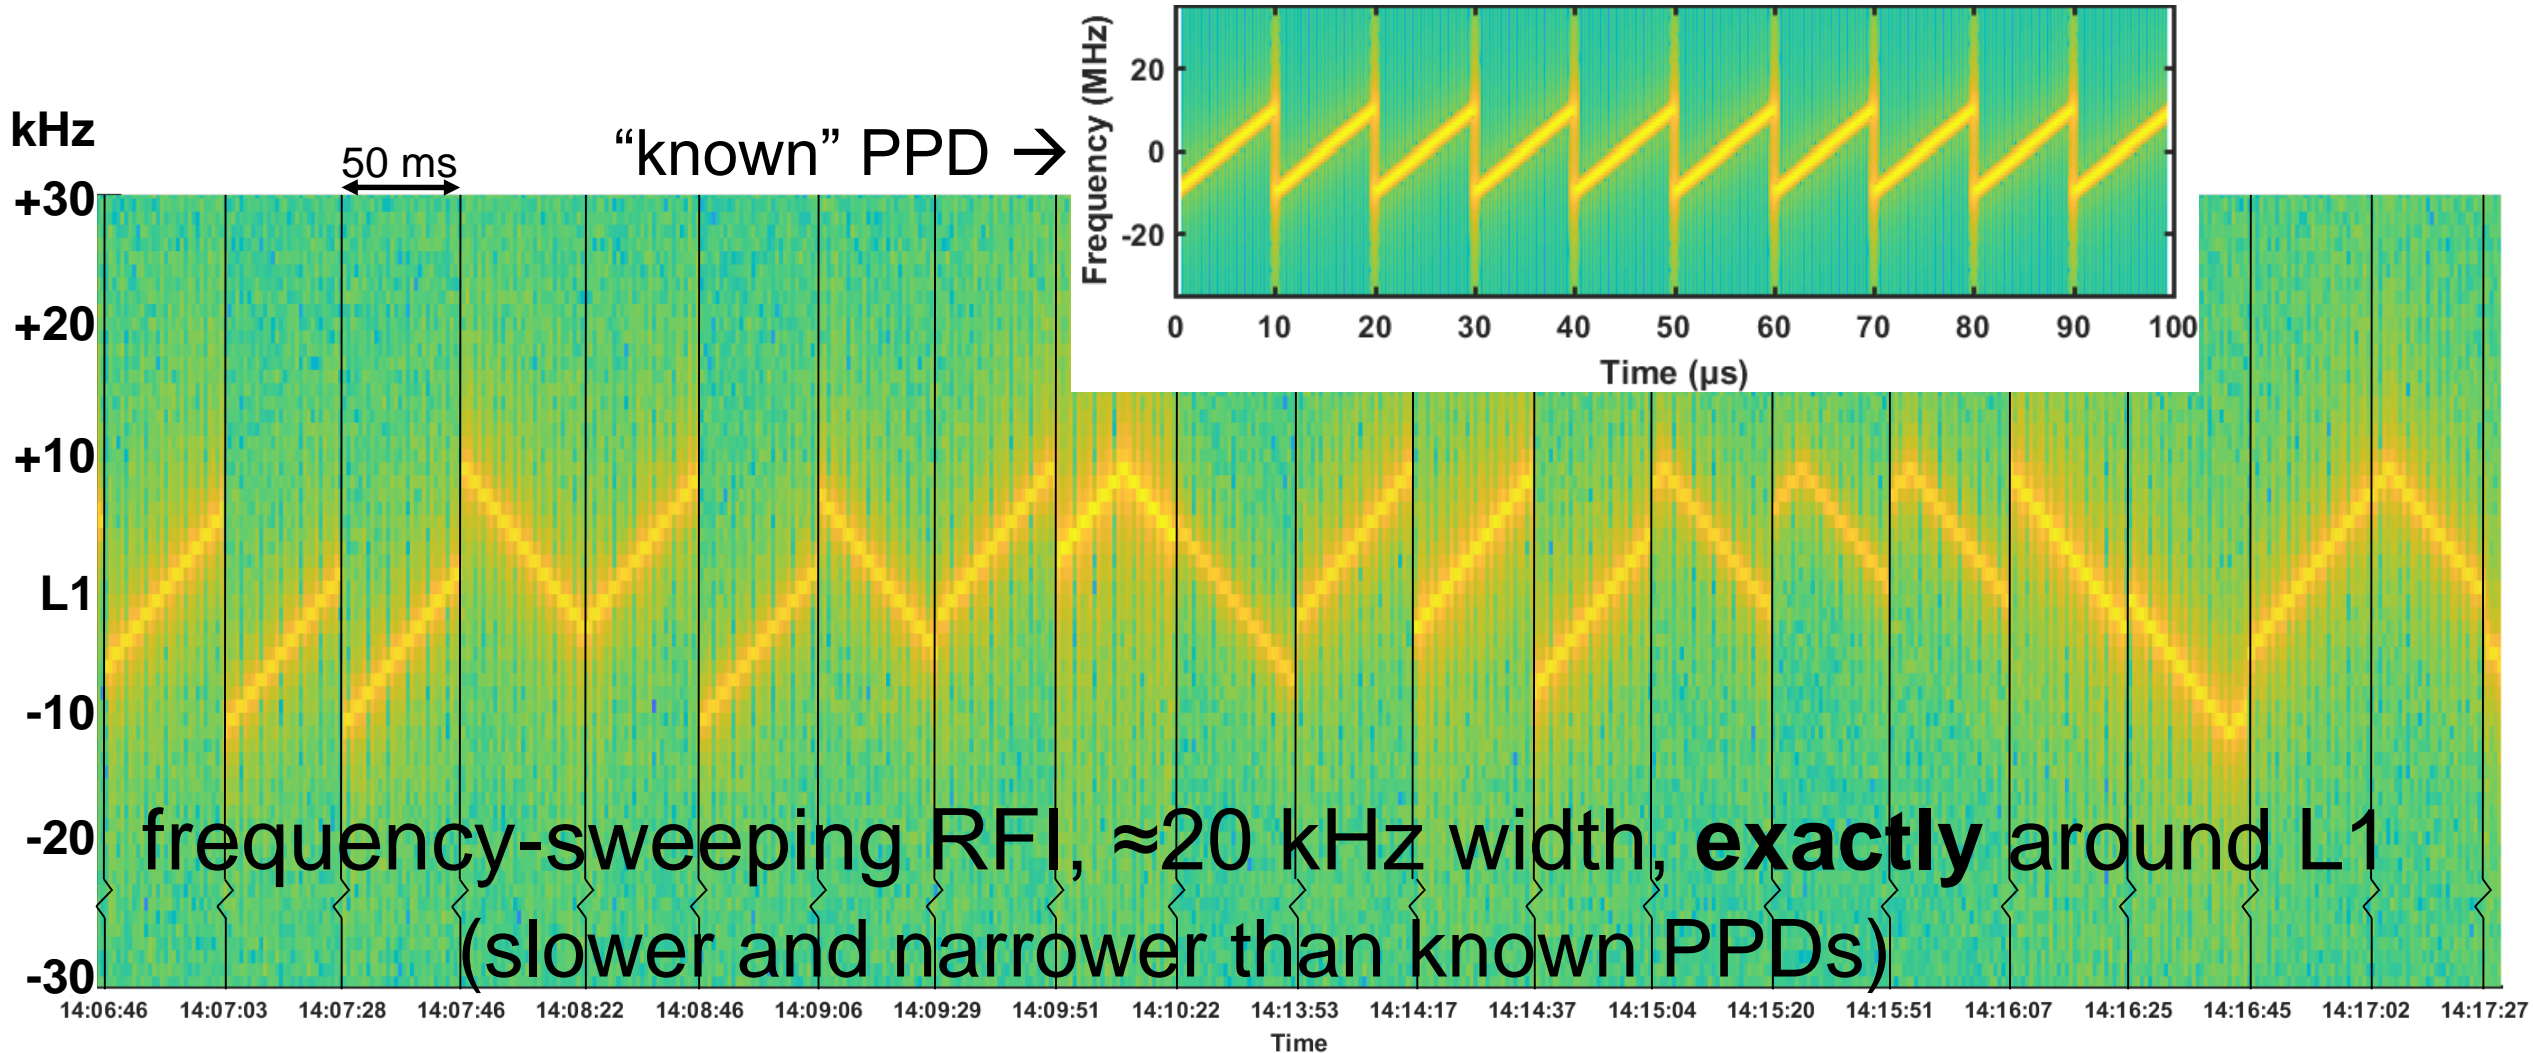 kHz
+30
+20
+10
L1
-10
-20
-30
50 ms
“known” PPD →
Frequency (MHz)
20
0
-20
0 10 20 30 40 50 60 70 80 90 100
Time (µs)
frequency-sweeping RFI, ≈20 kHz width, exactly around L1
(slower and narrower than known PPDs)
14:06:46 14:07:03 14:07:28 14:07:46 14:08:22 14:08:46 14:09:06 14:09:29 14:09:51 14:10:22 14:13:53 14:14:17 14:14:37 14:15:04 14:15:20 14:15:51 14:16:07 14:16:25 14:16:45 14:17:02 14:17:27
Time